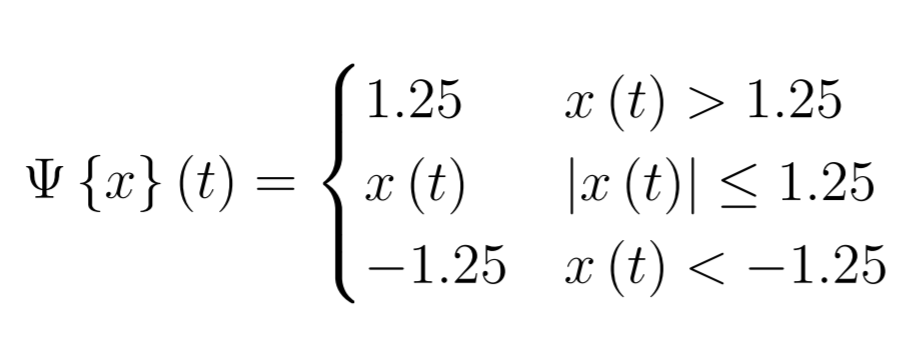 1.25 x (t) > 1.25
Ψ {x} (t) = { x (t) |x (t)| ≤ 1.25
−1.25 x (t) < −1.25